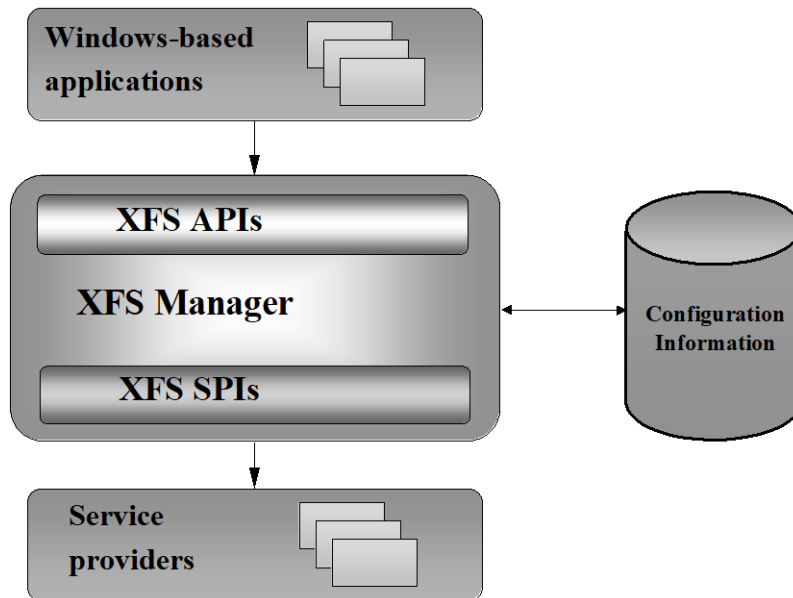 Windows-based
applications
XFS APIs
XFS Manager
XFS SPIs
Configuration
Information
Service
providers